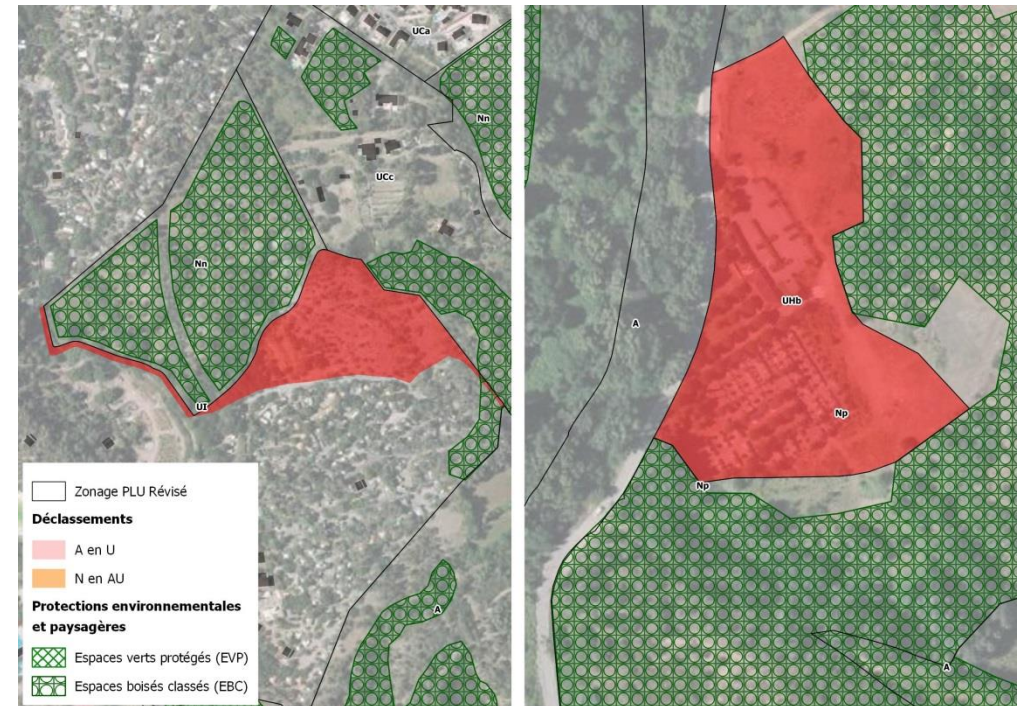 UCa
Nn
UCc
Nn
UI
A
Zonage PLU Révisé
Déclassements
A en U
N en AU
Protections environnementales
et paysagères
Espaces verts protégés (EVP)
Espaces boisés classés (EBC)
UHb
A
Np
Np
A